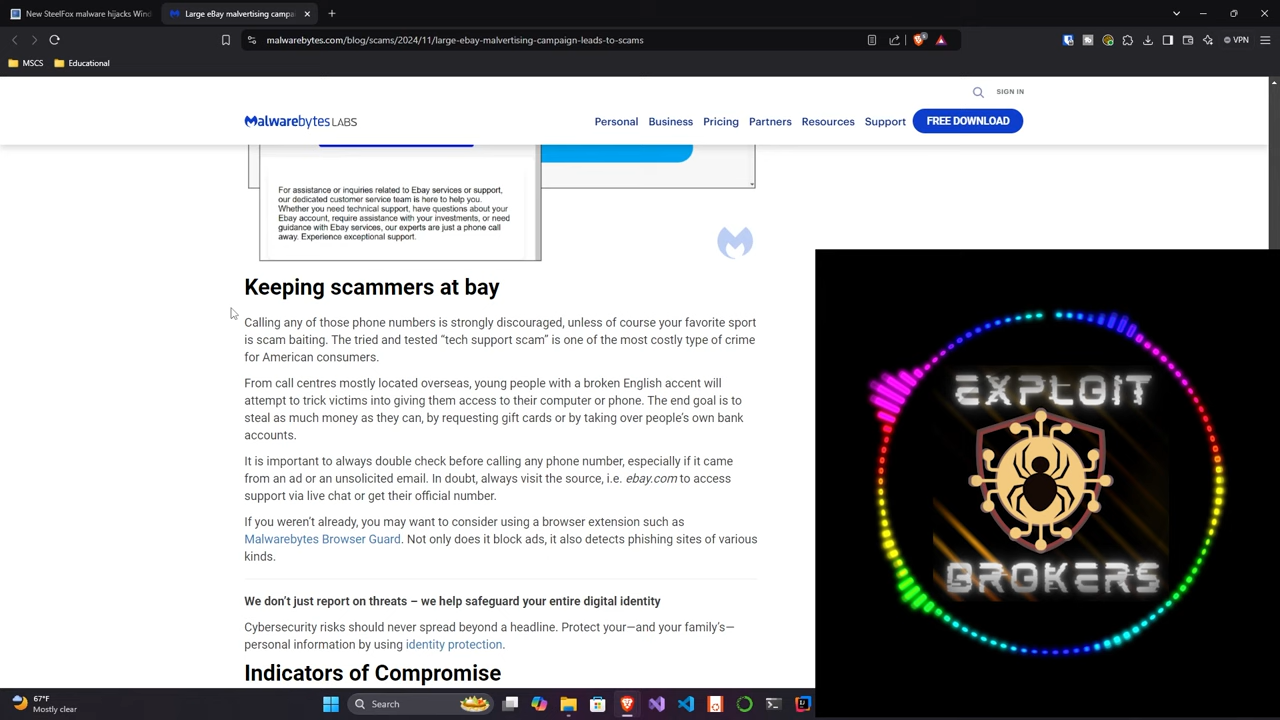 New SteelFox malware hijacks Wind
Large eBay malvertising campa
malwarebytes.com/blog/scams/2024/11/large-ebay-malvertising-campaign-leads-to-scams
VPN
MSCS
Educational
SIGN IN
Malwarebytes LABS
Personal
Business
Pricing
Partners
Resources
Support
FREE DOWNLOAD
For assistance or inquiries related to Ebay services or support,
our dedicated customer service team is here to help you.
Whether you need technical support, have questions about your
Ebay account, require assistance with your investments, or need
guidance with Ebay services, our experts are just a phone call
away. Experience exceptional support.
Keeping scammers at bay
Calling any of those phone numbers is strongly discouraged, unless of course your favorite sport
is scam baiting. The tried and tested “tech support scam” is one of the most costly type of crime
for American consumers.
From call centres mostly located overseas, young people with a broken English accent will
attempt to trick victims into giving them access to their computer or phone. The end goal is to
steal as much money as they can, by requesting gift cards or by taking over people's own bank
accounts.
It is important to always double check before calling any phone number, especially if it came
from an ad or an unsolicited email. In doubt, always visit the source, i.e. ebay.com to access
support via live chat or get their official number.
If you weren’t already, you may want to consider using a browser extension such as
Malwarebytes Browser Guard. Not only does it block ads, it also detects phishing sites of various
kinds.
We don’t just report on threats – we help safeguard your entire digital identity
Cybersecurity risks should never spread beyond a headline. Protect your—and your family’s—
personal information by using identity protection.
Indicators of Compromise
EXPLOIT
BROKERS
67°F
Mostly clear
Search